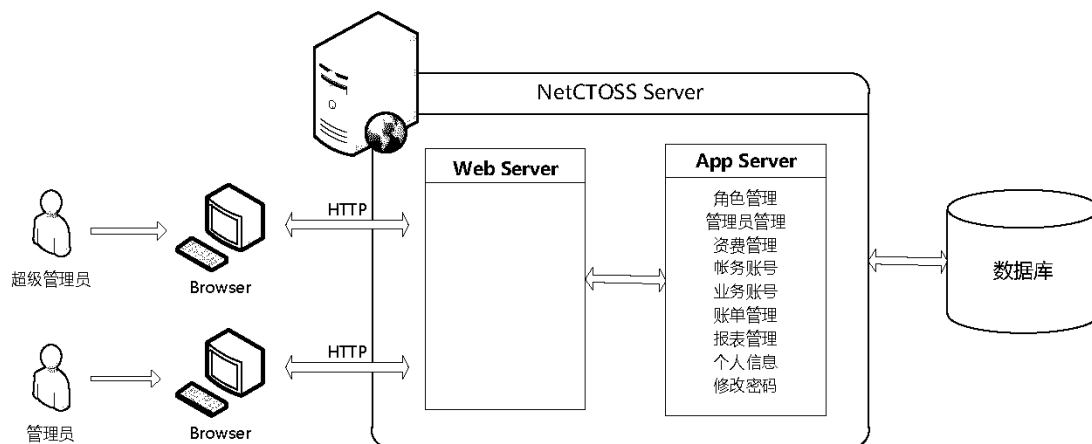 NetCTOSS Server
Web Server
App Server
角色管理
管理员管理
资费管理
帐务账号
业务账号
账单管理
报表管理
个人信息
修改密码
HTTP
超级管理员
Browser
数据库
HTTP
管理员
Browser